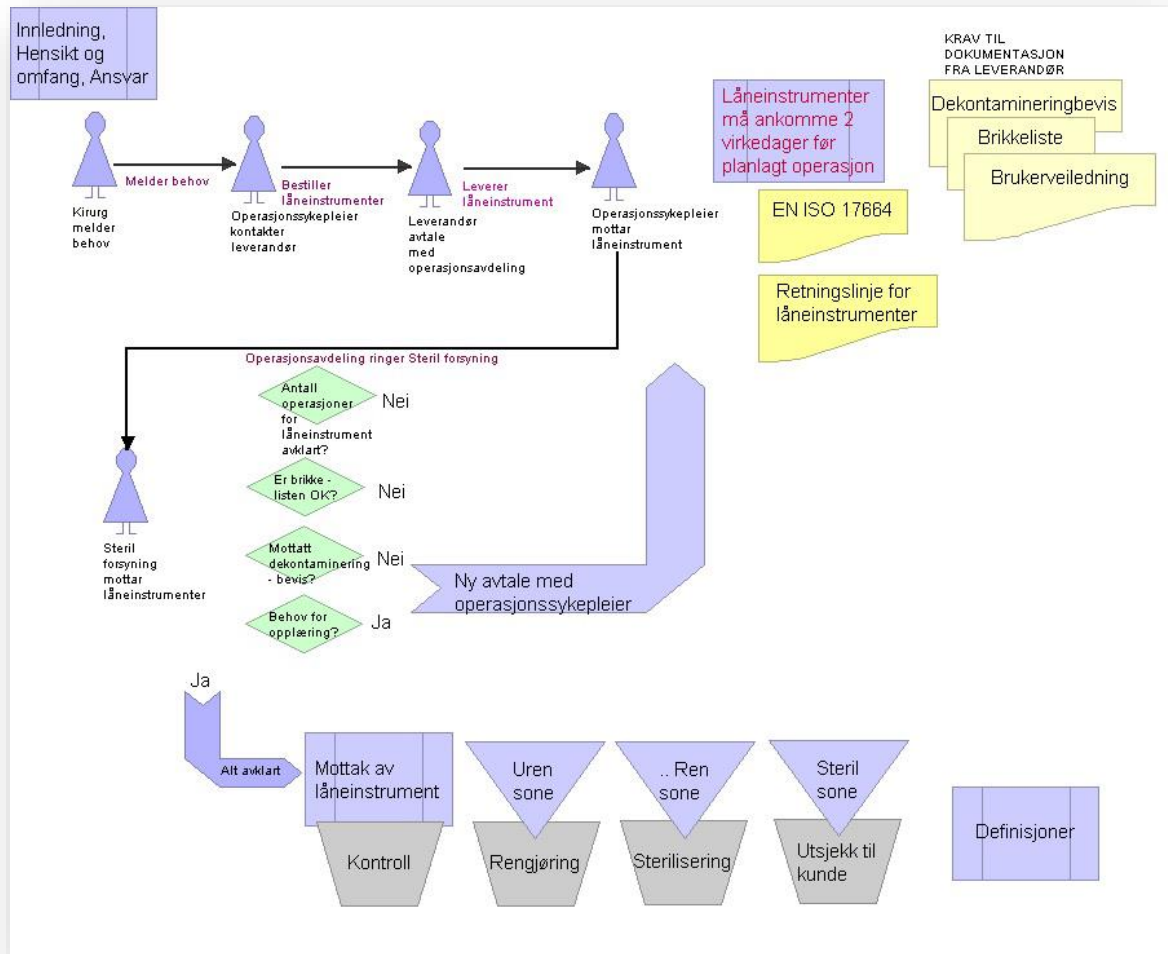 Innledning,
Hensikt og
omfang, Ansvar
KRAV TIL
DOKUMENTASJON
FRA LEVERANDØR
Dekontamineringbevis
Brikkeliste
Brukerveiledning
Låneinstrumenter
må ankomme 2
virkedager før
planlagt operasjon
EN ISO 17664
Retningslinje for
låneinstrumenter
Melder behov
Bestiller
låneinstrumenter
Leverer
låneinstrument
Kirurg
melder
behov
Operasjonssykepleier
kontakter
leverandør
Leverandør
avtale
med
operasjonsavdeling
Operasjonssykepleier
mottar
låneinstrument
Operasjonsavdeling ringer Steril forsyning
Antall
operasjoner
for
låneinstrument
avklart?
Nei
Er brikke -
listen OK?
Nei
Mottatt
dekontaminering
- bevis?
Nei
Behov for
opplæring?
Ja
Steril
forsyning
mottar
låneinstrumenter
Ny avtale med
operasjonssykepleier
Ja
Alt avklart
Mottak av
låneinstrument
Kontroll
Uren
sone
Rengjøring
.. Ren
sone
Sterilisering
Steril
sone
Utsjekk til
kunde
Definisjoner